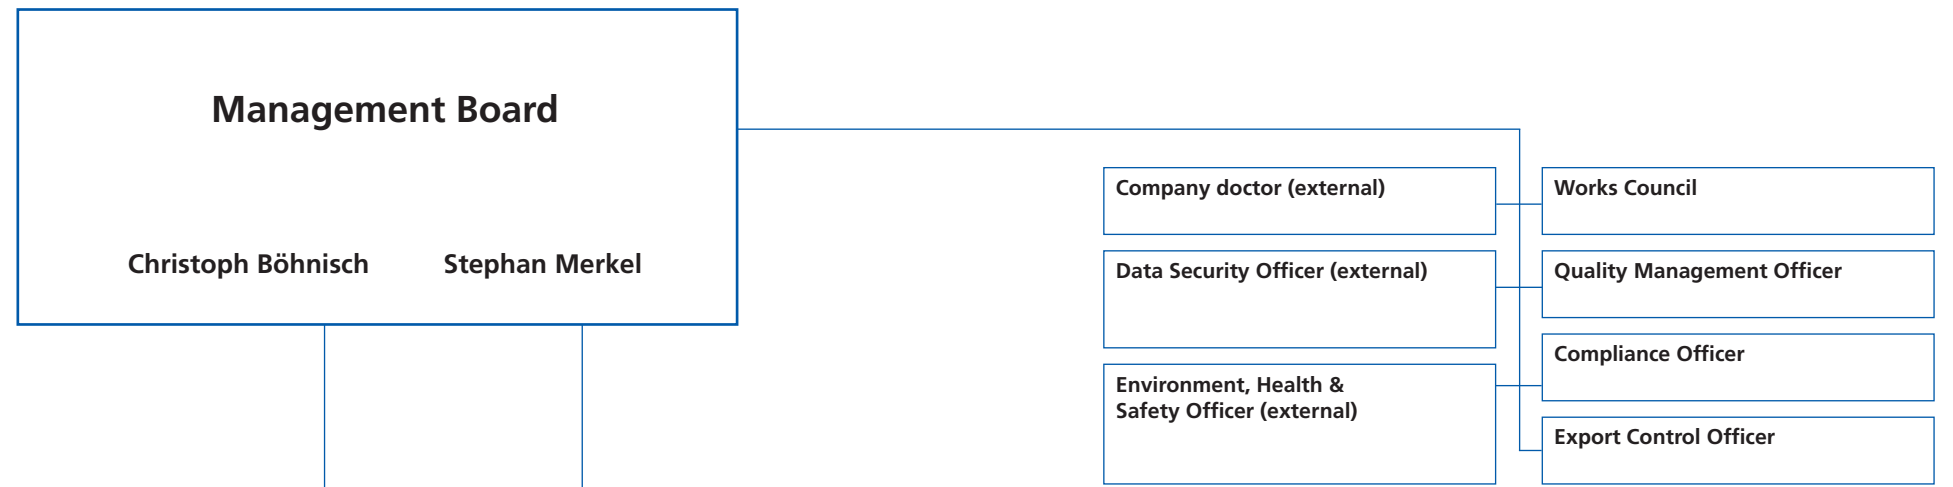 Management Board
Christoph Böhnisch
Stephan Merkel
Company doctor (external)
Data Security Officer (external)
Environment, Health &
Safety Officer (external)
Works Council
Quality Management Officer
Compliance Officer
Export Control Officer